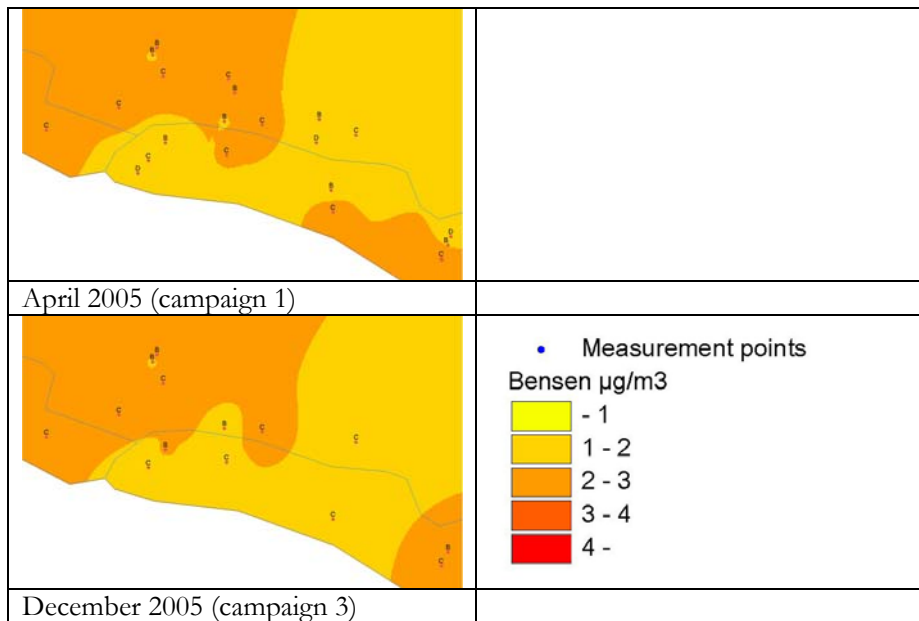 B
B
C
C
B
C
B
B
C
C
C
B
D
C
C
D
B
C
D
B
C
April 2005 (campaign 1)
B
B
C
C
B
C
C
C
B
C
C
C
B
C
Measurement points
Bensen µg/m3
- 1
1 - 2
2 - 3
3 - 4
4 -
December 2005 (campaign 3)